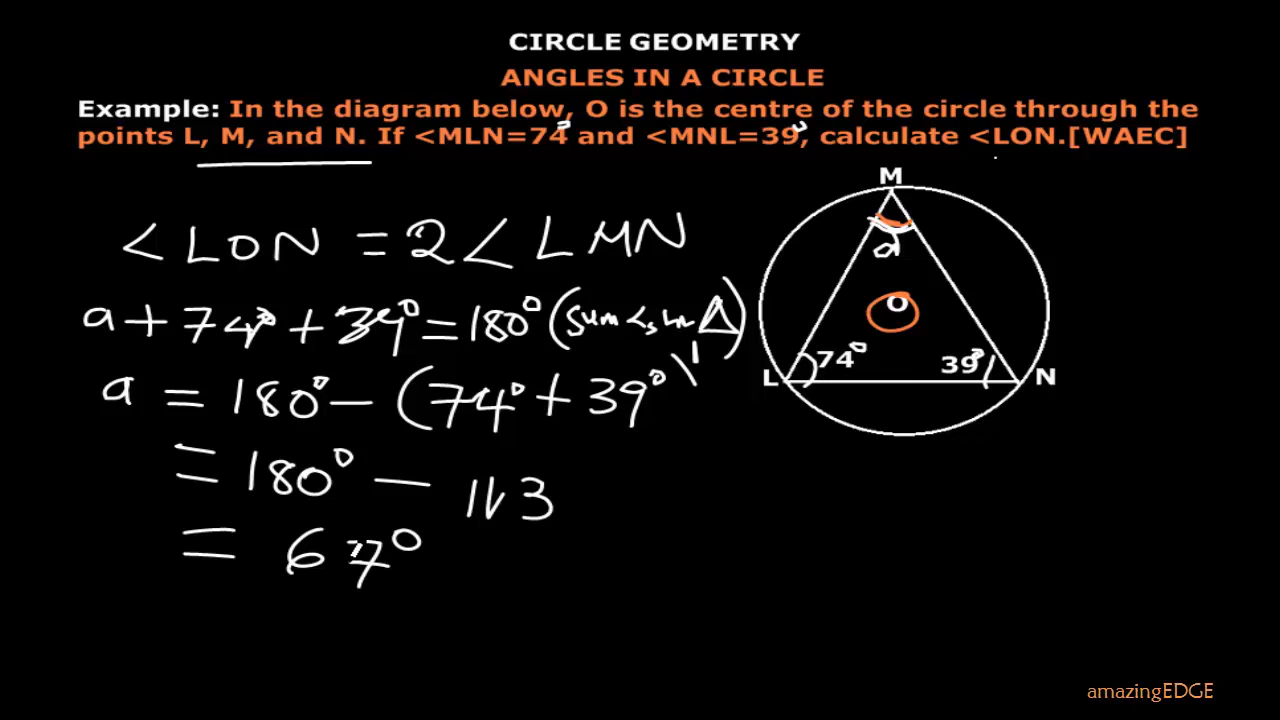 CIRCLE GEOMETRY
ANGLES IN A CIRCLE
Example: In the diagram below, O is the centre of the circle through the
points L, M, and N. If <MLN=74° and <MNL=39°, calculate <LON.[WAEC]
M
<LON = 2<LMN
a
O
a + 74° + 39° = 180° (sum <s in Δ)
74°
39°
L
N
a = 180° - (74° + 39°)
= 180° - 113
= 67°
amazingEDGE